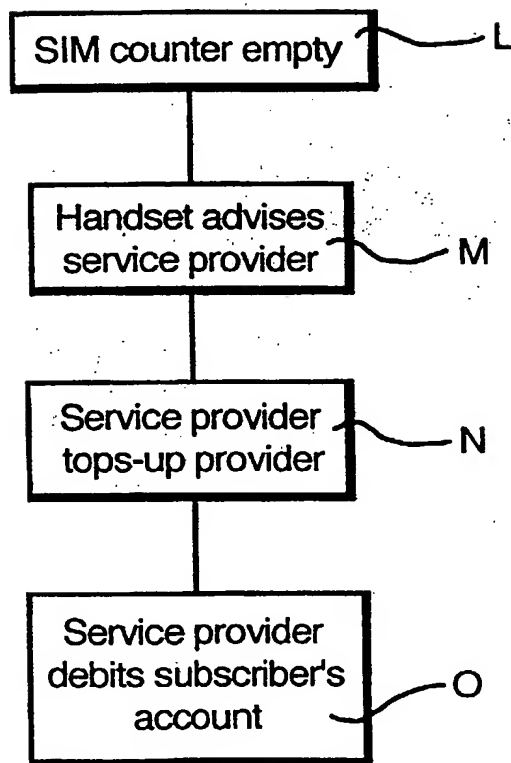 SIM counter empty
L
Handset advises
service provider
M
Service provider
tops-up provider
N
Service provider
debits subscriber's
account
O